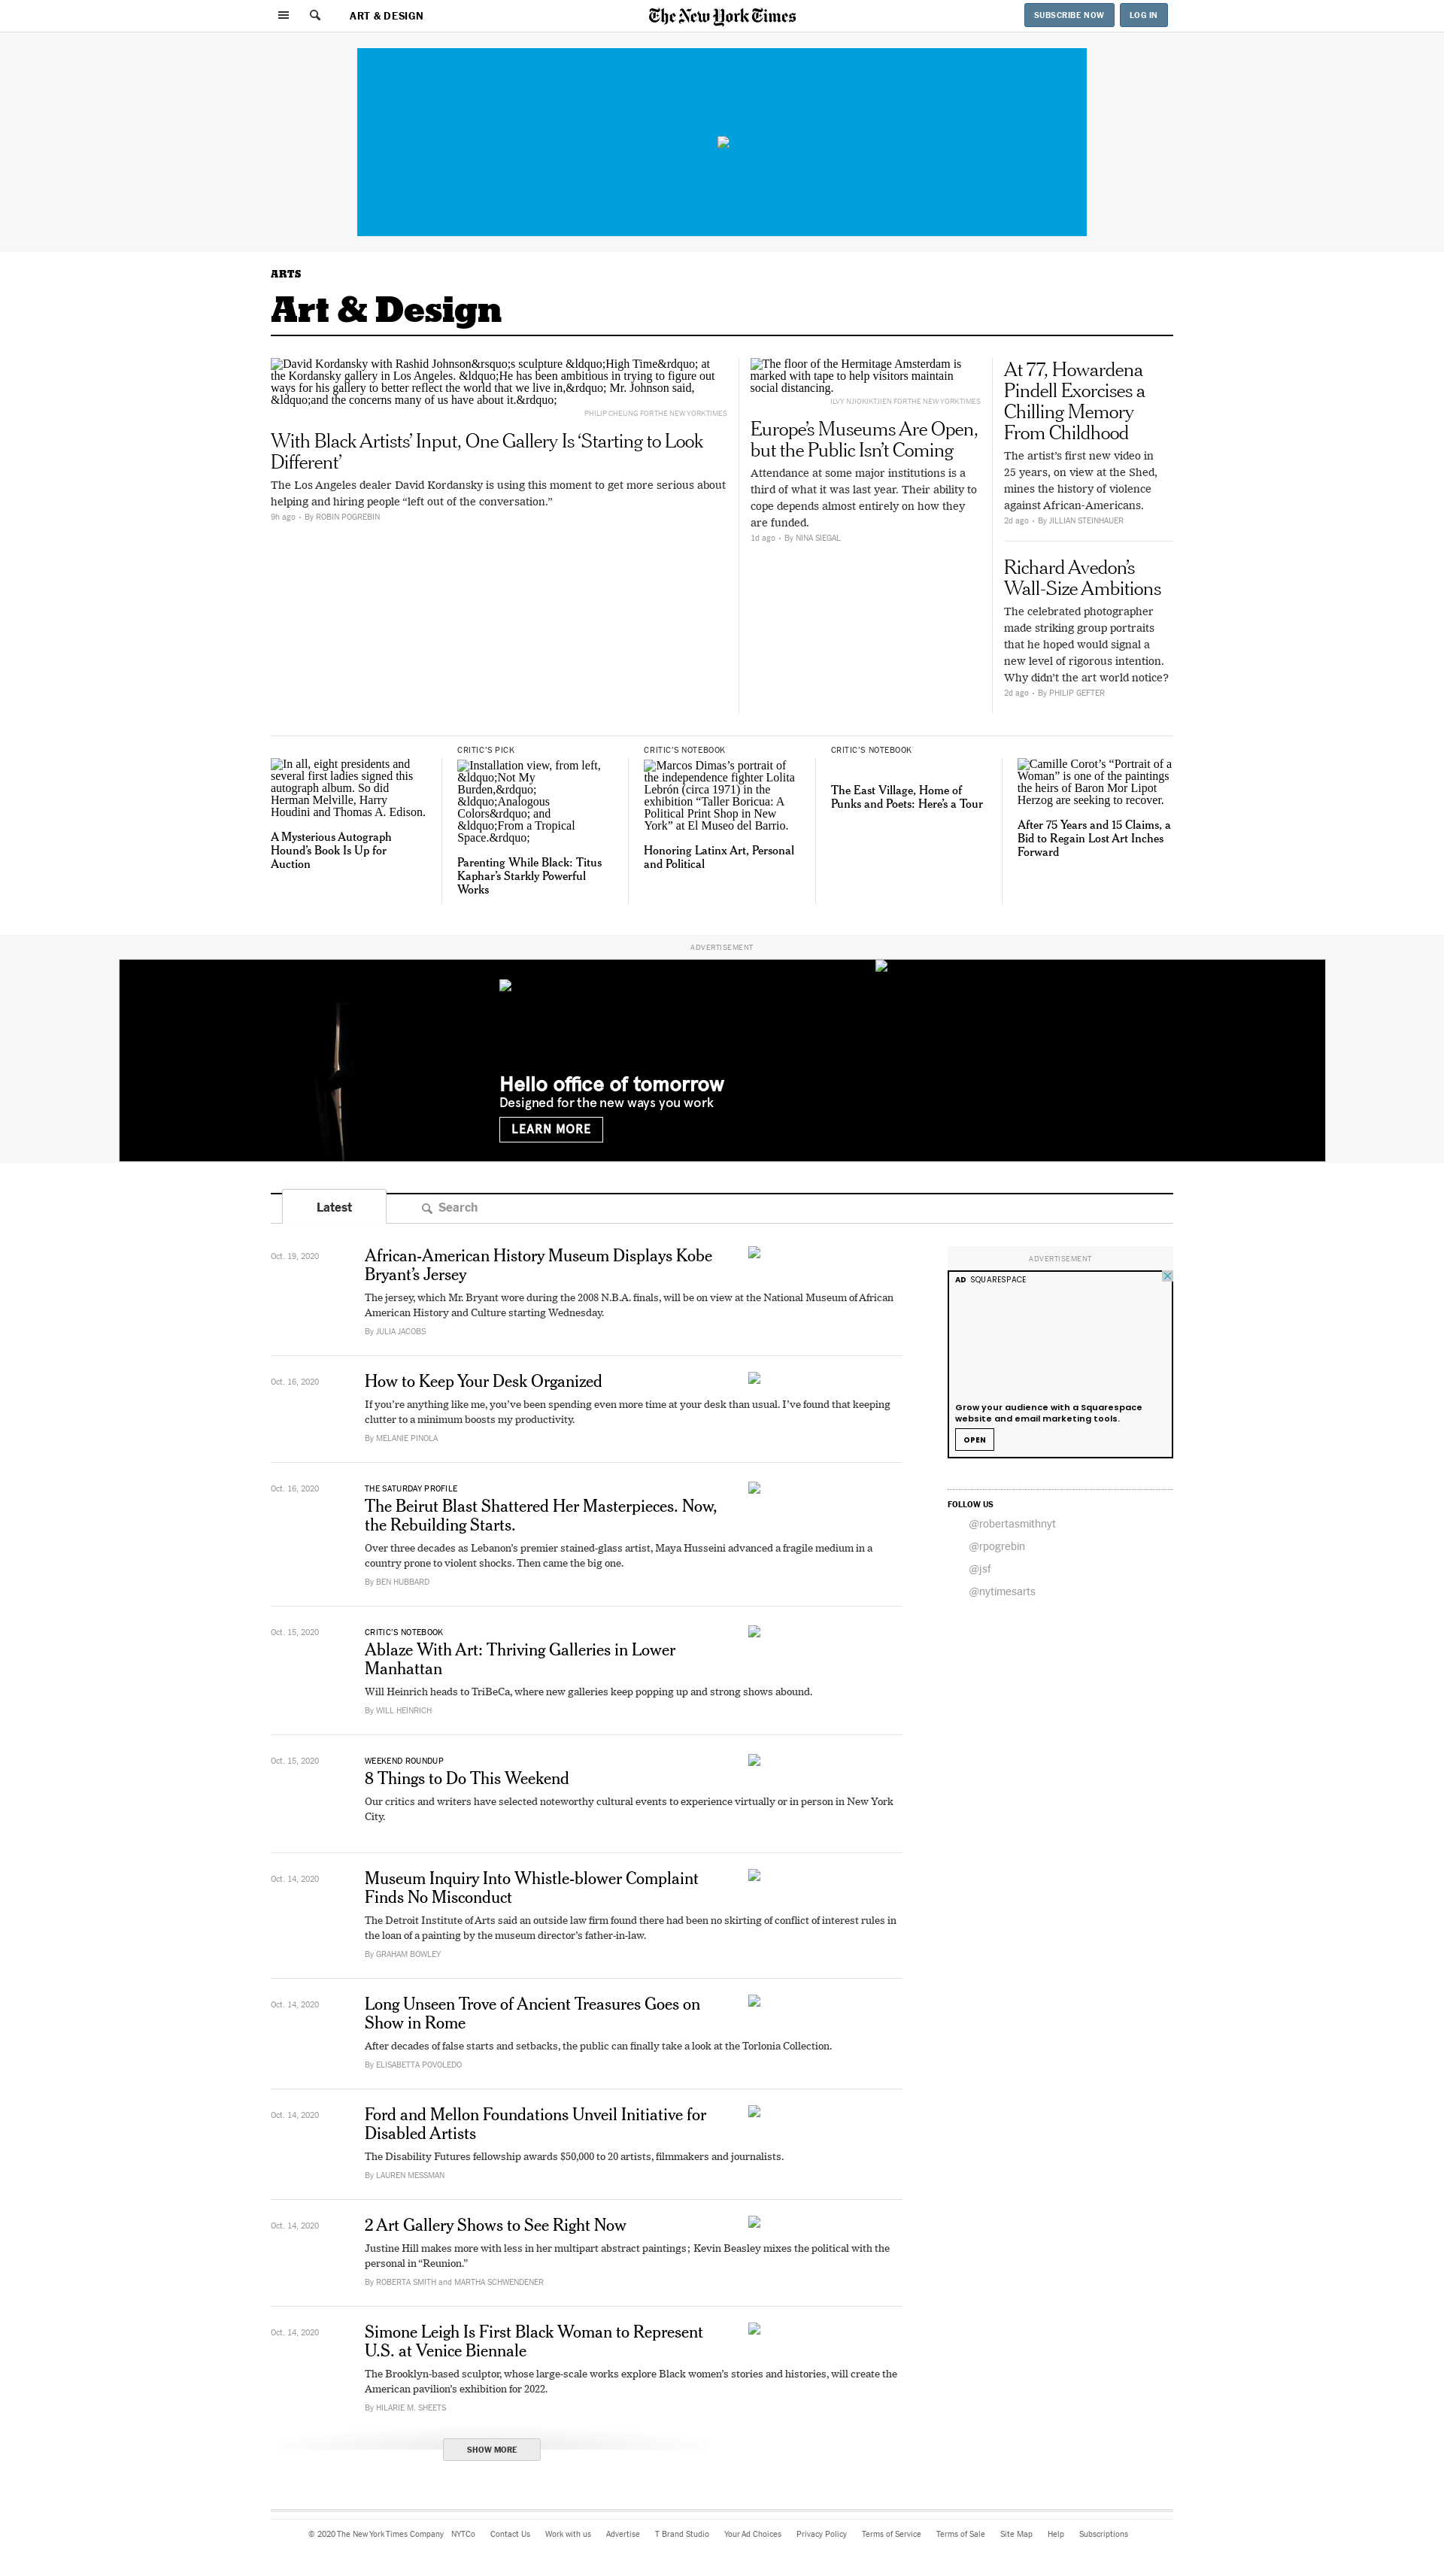 ART & DESIGN
The New York Times
SUBSCRIBE NOW
LOG IN
ARTS
Art & Design
David Kordansky with Rashid Johnson&rsquo;s sculpture &ldquo;High Time&rdquo; at
the Kordansky gallery in Los Angeles. &ldquo;He has been ambitious in trying to figure out
ways for his gallery to better reflect the world that we live in,&rdquo; Mr. Johnson said,
&ldquo;and the concerns many of us have about it.&rdquo;
PHILIP CHEUNG FOR THE NEW YORK TIMES
With Black Artists’ Input, One Gallery Is ‘Starting to Look
Different’
The Los Angeles dealer David Kordansky is using this moment to get more serious about
helping and hiring people “left out of the conversation.”
9h ago - By ROBIN POGREBIN
The floor of the Hermitage Amsterdam is
marked with tape to help visitors maintain
social distancing.
ILVY NJIOKIKTJIEN FOR THE NEW YORK TIMES
Europe’s Museums Are Open,
but the Public Isn’t Coming
Attendance at some major institutions is a
third of what it was last year. Their ability to
cope depends almost entirely on how they
are funded.
1d ago - By NINA SIEGAL
At 77, Howardena
Pindell Exorcises a
Chilling Memory
From Childhood
The artist’s first new video in
25 years, on view at the Shed,
mines the history of violence
against African-Americans.
2d ago - By JILLIAN STEINHAUER
Richard Avedon’s
Wall-Size Ambitions
The celebrated photographer
made striking group portraits
that he hoped would signal a
new level of rigorous intention.
Why didn’t the art world notice?
2d ago - By PHILIP GEFTER
In all, eight presidents and
several first ladies signed this
autograph album. So did
Herman Melville, Harry
Houdini and Thomas A. Edison.
A Mysterious Autograph
Hound’s Book Is Up for
Auction
CRITIC’S PICK
Installation view, from left,
&ldquo;Not My
Burden,&rdquo;
&ldquo;Analogous
Colors&rdquo; and
&ldquo;From a Tropical
Space.&rdquo;
Parenting While Black: Titus
Kaphar’s Starkly Powerful
Works
CRITIC’S NOTEBOOK
Marcos Dimas’s portrait of
the independence fighter Lolita
Lebrón (circa 1971) in the
exhibition “Taller Boricua: A
Political Print Shop in New
York” at El Museo del Barrio.
Honoring Latinx Art, Personal
and Political
CRITIC’S NOTEBOOK
The East Village, Home of
Punks and Poets: Here’s a Tour
Camille Corot’s “Portrait of a
Woman” is one of the paintings
the heirs of Baron Mor Lipot
Herzog are seeking to recover.
After 75 Years and 15 Claims, a
Bid to Regain Lost Art Inches
Forward
ADVERTISEMENT
Hello office of tomorrow
Designed for the new ways you work
LEARN MORE
Latest
Search
Oct. 19, 2020
African-American History Museum Displays Kobe
Bryant’s Jersey
The jersey, which Mr. Bryant wore during the 2008 N.B.A. finals, will be on view at the National Museum of African
American History and Culture starting Wednesday.
By JULIA JACOBS
Oct. 16, 2020
How to Keep Your Desk Organized
If you’re anything like me, you’ve been spending even more time at your desk than usual. I’ve found that keeping
clutter to a minimum boosts my productivity.
By MELANIE PINOLA
Oct. 16, 2020
THE SATURDAY PROFILE
The Beirut Blast Shattered Her Masterpieces. Now,
the Rebuilding Starts.
Over three decades as Lebanon’s premier stained-glass artist, Maya Husseini advanced a fragile medium in a
country prone to violent shocks. Then came the big one.
By BEN HUBBARD
Oct. 15, 2020
CRITIC’S NOTEBOOK
Ablaze With Art: Thriving Galleries in Lower
Manhattan
Will Heinrich heads to TriBeCa, where new galleries keep popping up and strong shows abound.
By WILL HEINRICH
Oct. 15, 2020
WEEKEND ROUNDUP
8 Things to Do This Weekend
Our critics and writers have selected noteworthy cultural events to experience virtually or in person in New York
City.
Oct. 14, 2020
Museum Inquiry Into Whistle-blower Complaint
Finds No Misconduct
The Detroit Institute of Arts said an outside law firm found there had been no skirting of conflict of interest rules in
the loan of a painting by the museum director’s father-in-law.
By GRAHAM BOWLEY
Oct. 14, 2020
Long Unseen Trove of Ancient Treasures Goes on
Show in Rome
After decades of false starts and setbacks, the public can finally take a look at the Torlonia Collection.
By ELISABETTA POVOLEDO
Oct. 14, 2020
Ford and Mellon Foundations Unveil Initiative for
Disabled Artists
The Disability Futures fellowship awards $50,000 to 20 artists, filmmakers and journalists.
By LAUREN MESSMAN
Oct. 14, 2020
2 Art Gallery Shows to See Right Now
Justine Hill makes more with less in her multipart abstract paintings; Kevin Beasley mixes the political with the
personal in “Reunion.”
By ROBERTA SMITH and MARTHA SCHWENDENER
Oct. 14, 2020
Simone Leigh Is First Black Woman to Represent
U.S. at Venice Biennale
The Brooklyn-based sculptor, whose large-scale works explore Black women’s stories and histories, will create the
American pavilion’s exhibition for 2022.
By HILARIE M. SHEETS
SHOW MORE
ADVERTISEMENT
AD SQUARESPACE
Grow your audience with a Squarespace
website and email marketing tools.
OPEN
FOLLOW US
@robertasmithnyt
@rpogrebin
@jsf
@nytimesarts
© 2020 The New York Times Company NYTCo Contact Us Work with us Advertise T Brand Studio Your Ad Choices Privacy Policy Terms of Service Terms of Sale Site Map Help Subscriptions